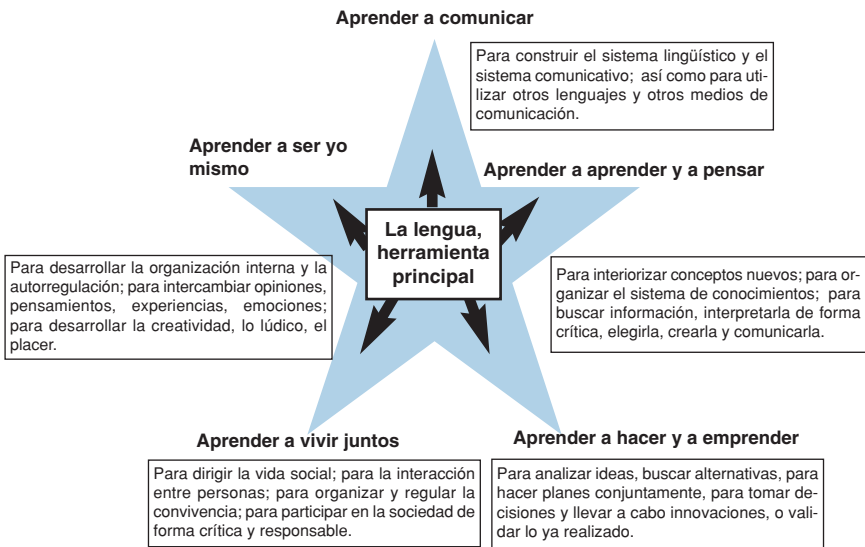 Aprender a comunicar
Para construir el sistema lingüístico y el
sistema comunicativo; así como para uti-
lizar otros lenguajes y otros medios de
comunicación.
Aprender a ser yo
mismo
Aprender a aprender y a pensar
La lengua,
herramienta
principal
Para desarrollar la organización interna y la
autorregulación; para intercambiar opiniones,
pensamientos, experiencias, emociones;
para desarrollar la creatividad, lo lúdico, el
placer.
Para interiorizar conceptos nuevos; para or-
ganizar el sistema de conocimientos; para
buscar información, interpretarla de forma
crítica, elegirla, crearla y comunicarla.
Aprender a vivir juntos
Para dirigir la vida social; para la interacción
entre personas; para organizar y regular la
convivencia; para participar en la sociedad de
forma crítica y responsable.
Aprender a hacer y a emprender
Para analizar ideas, buscar alternativas, para
hacer planes conjuntamente, para tomar de-
cisiones y llevar a cabo innovaciones, o vali-
dar lo ya realizado.